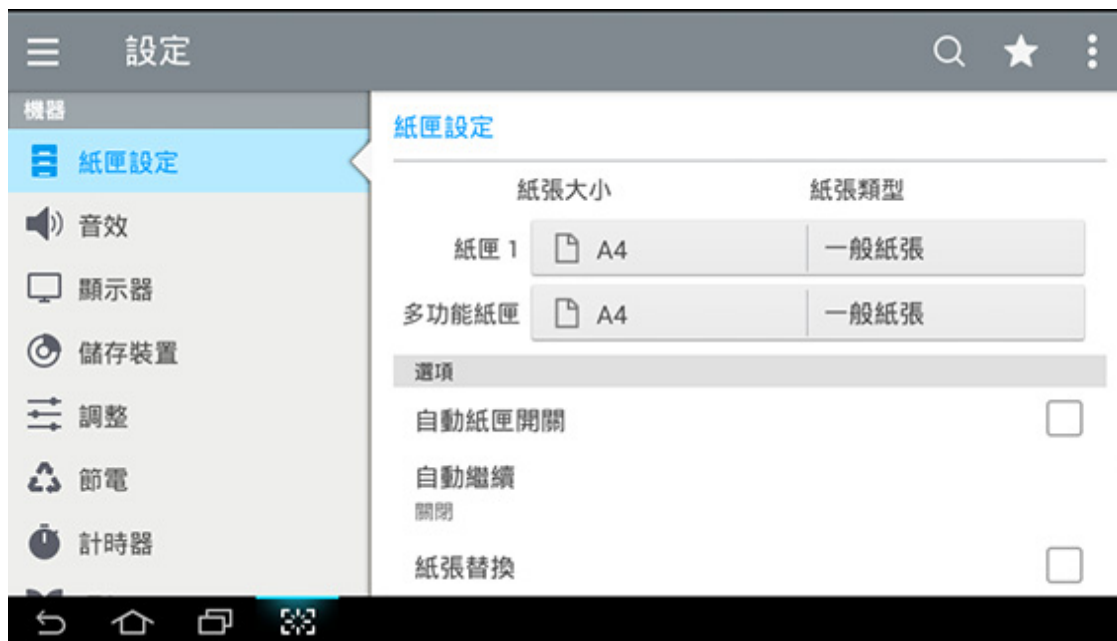 設定
機器
紙匣設定
音效
顯示器
儲存裝置
調整
節電
計時器
紙匣設定
紙張大小 紙張類型
紙匣 1 A4 一般紙張
多功能紙匣 A4 一般紙張
選項
自動紙匣開關
自動繼續
關閉
紙張替換